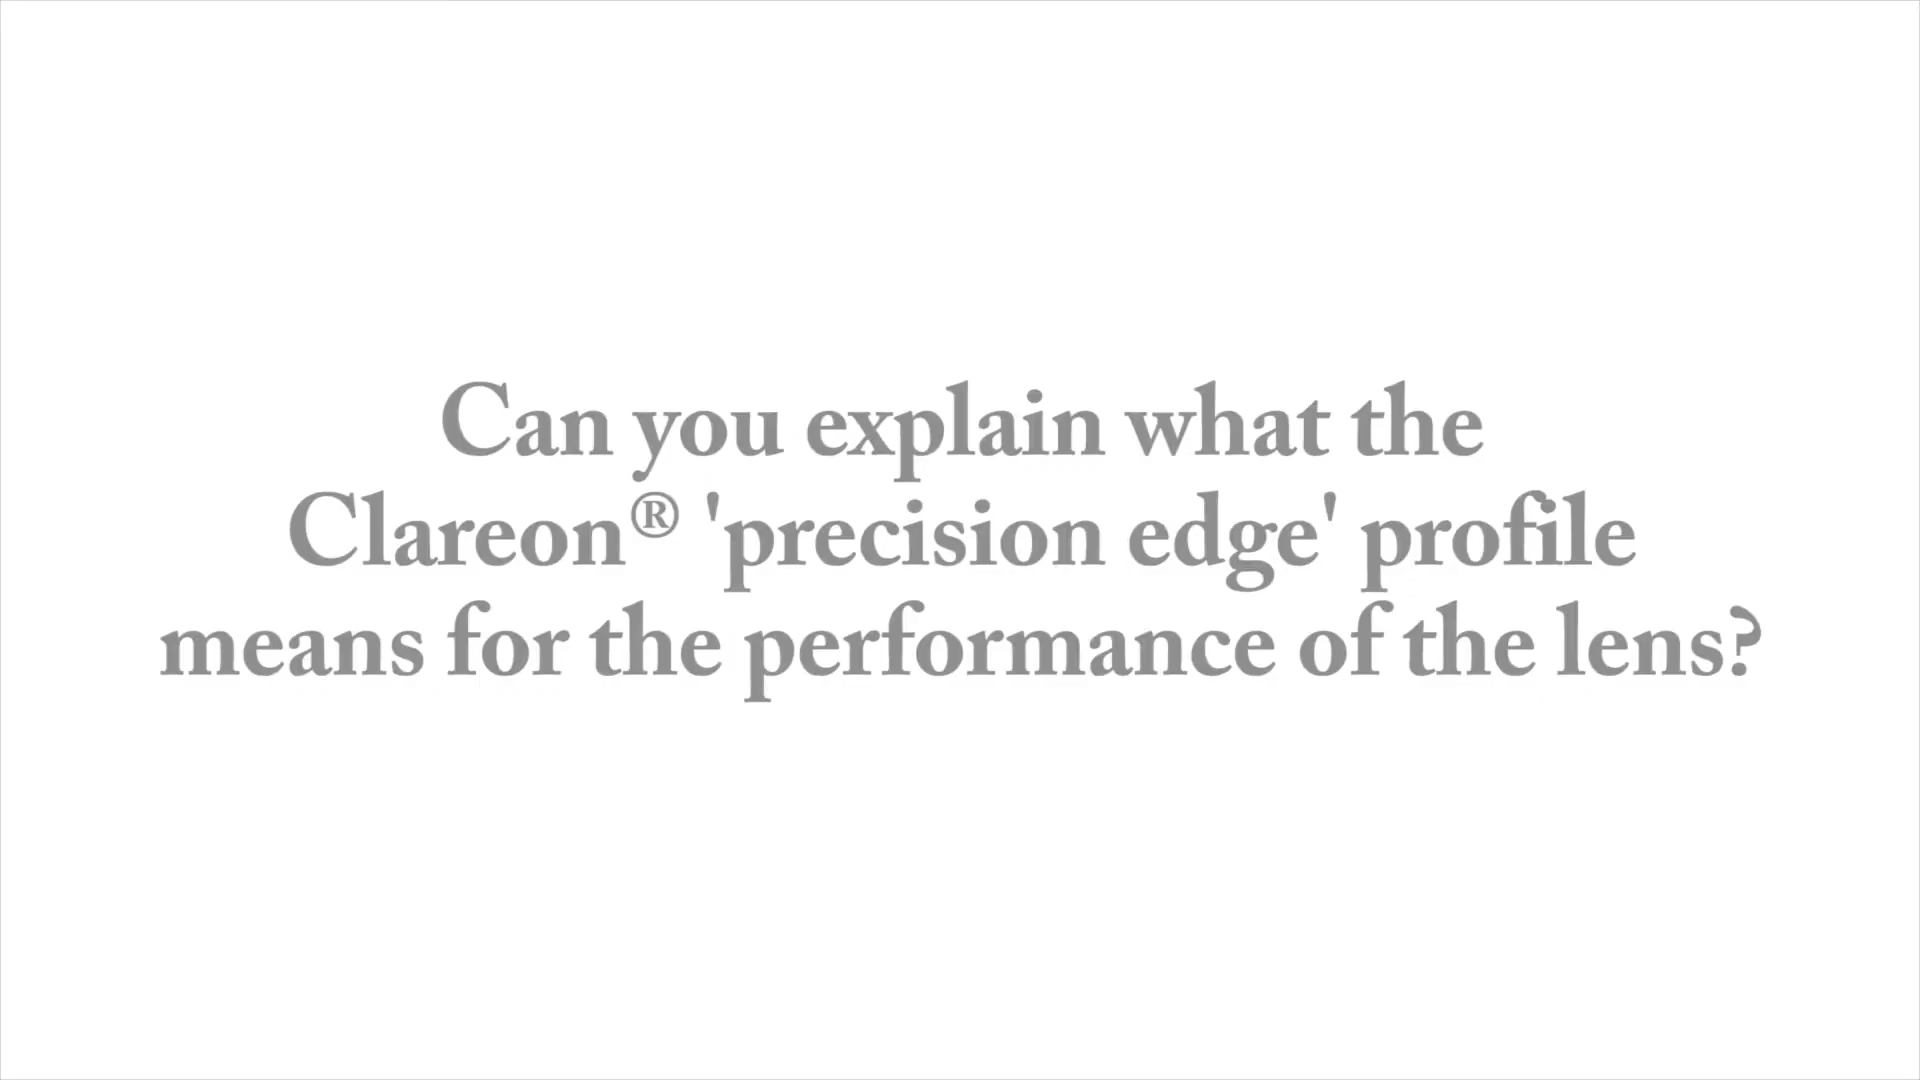 Can you explain what the
Clareon® 'precision edge' profile
means for the performance of the lens?